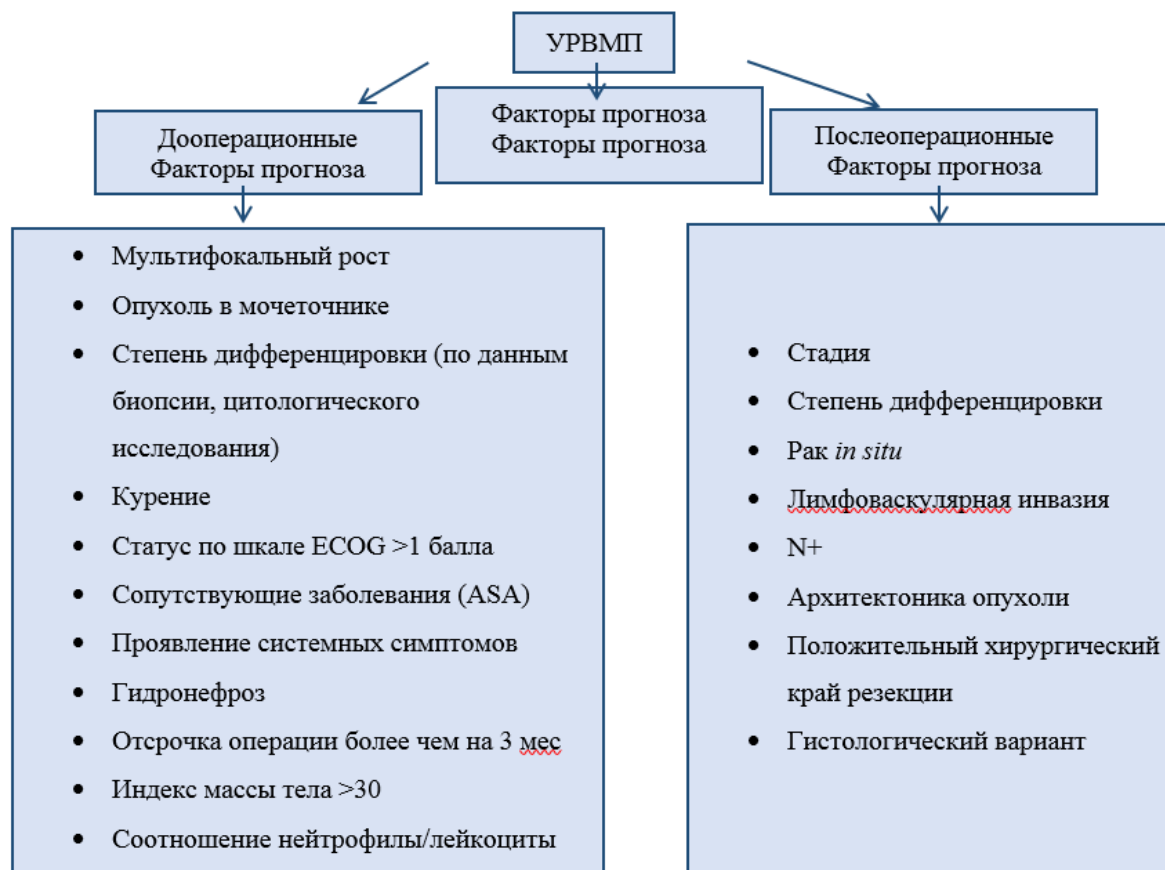 УРВМП
Факторы прогноза
Факторы прогноза
Дооперационные
Факторы прогноза
Послеоперационные
Факторы прогноза
• Мультифокальный рост
• Опухоль в мочеточнике
• Степень дифференцировки (по данным
биопсии, цитологического
исследования)
• Курение
• Статус по шкале ECOG >1 балла
• Сопутствующие заболевания (ASA)
• Проявление системных симптомов
• Гидронефроз
• Отсрочка операции более чем на 3 мес
• Индекс массы тела >30
• Соотношение нейтрофилы/лейкоциты
• Стадия
• Степень дифференцировки
• Рак in situ
• Лимфоваскулярная инвазия
• N+
• Архитектоника опухоли
• Положительный хирургический
край резекции
• Гистологический вариант